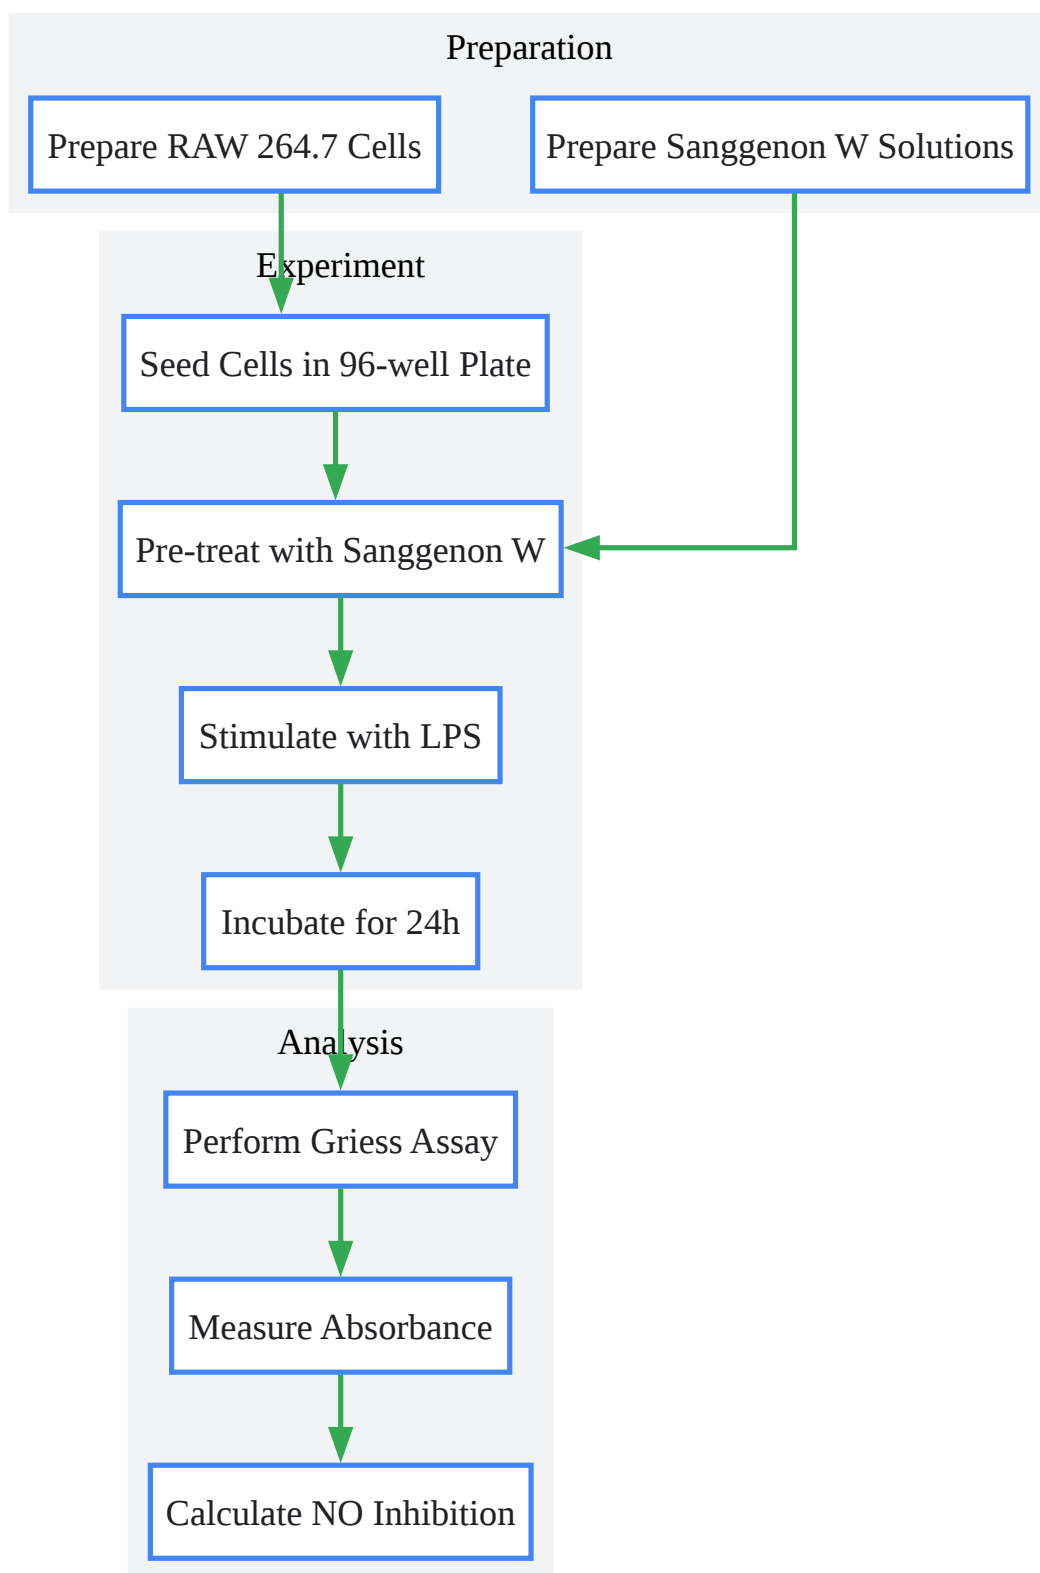 Preparation
Prepare RAW 264.7 Cells
Prepare Sanggenon W Solutions
Experiment
Seed Cells in 96-well Plate
Pre-treat with Sanggenon W
Stimulate with LPS
Incubate for 24h
Analysis
Perform Griess Assay
Measure Absorbance
Calculate NO Inhibition